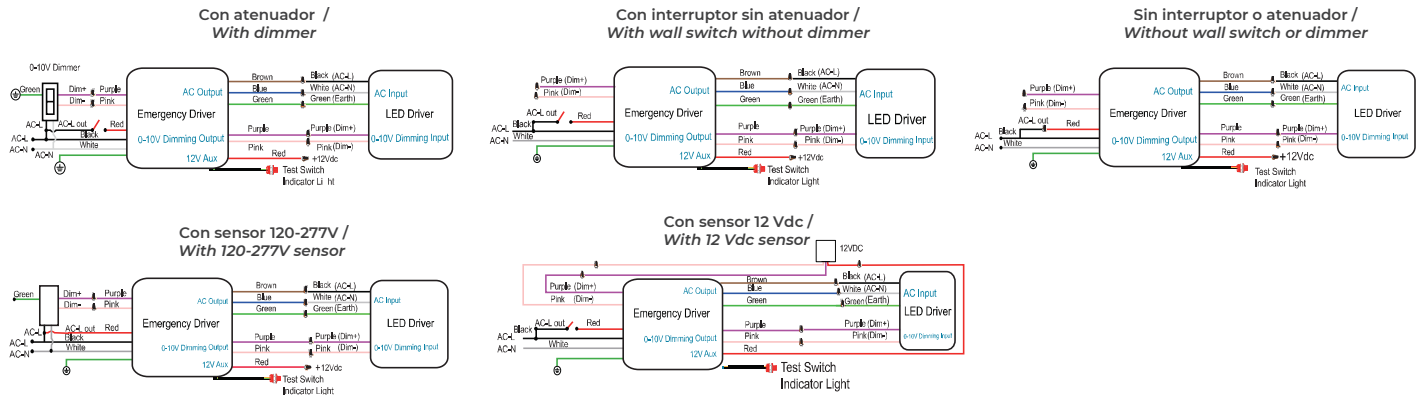 Con atenuador /
With dimmer
0-10V Dimmer
Green
Dim+ Purple
Dim- Pink
AC-L AC-L out Red
AC-L Black
AC-N White
AC-N
Emergency Driver
AC Output
0-10V Dimming Output
12V Aux
Brown Black (AC-L)
Blue White (AC-N)
Green Green (Earth)
Purple Purple (Dim+)
Pink Pink (Dim-)
Red +12Vdc
AC Input
LED Driver
0-10V Dimming Input
Test Switch
Indicator Li ht
Con interruptor sin atenuador /
With wall switch without dimmer
Purple (Dim+)
Pink (Dim-)
AC-L out Red
AC-L Black
AC-N White
Emergency Driver
AC Output
0-10V Dimming Output
12V Aux
Brown Black (AC-L)
Blue White (AC-N)
Green Green (Earth)
Purple Purple (Dim+)
Pink Pink (Dim-)
Red +12Vdc
AC Input
LED Driver
0-10V Dimming Input
Test Switch
Indicator Light
Sin interruptor o atenuador /
Without wall switch or dimmer
Purple (Dim+)
Pink (Dim-)
AC-L out Red
AC-L Black
AC-N White
Emergency Driver
AC Output
0-10V Dimming Output
12V Aux
Brown Black (AC-L)
Blue White (AC-N)
Green Green (Earth)
Purple Purple (Dim+)
Pink Pink (Dim-)
Red +12Vdc
AC Input
LED Driver
0-10V Dimming Input
Test Switch
Indicator Light
Con sensor 120-277V /
With 120-277V sensor
Green
Dim+ Purple
Dim- Pink
AC-L AC-L out Red
AC-L Black
AC-N White
Emergency Driver
AC Output
0-10V Dimming Output
12V Aux
Brown Black (AC-L)
Blue White (AC-N)
Green Green (Earth)
Purple Purple (Dim+)
Pink Pink (Dim-)
Red +12Vdc
AC Input
LED Driver
0-10V Dimming Input
Test Switch
Indicator Light
Con sensor 12 Vdc /
With 12 Vdc sensor
12VDC
Purple (Dim+)
Pink (Dim-)
Black AC-L out Red
AC-L
AC-N White
Emergency Driver
AC Output
0-10V Dimming Output
12V Aux
Brown Black (AC-L)
Blue White (AC-N)
Green Green (Earth)
Purple Purple (Dim+)
Pink Pink (Dim-)
Red
AC Input
LED Driver
0-10V Dimming Input
Test Switch
Indicator Light